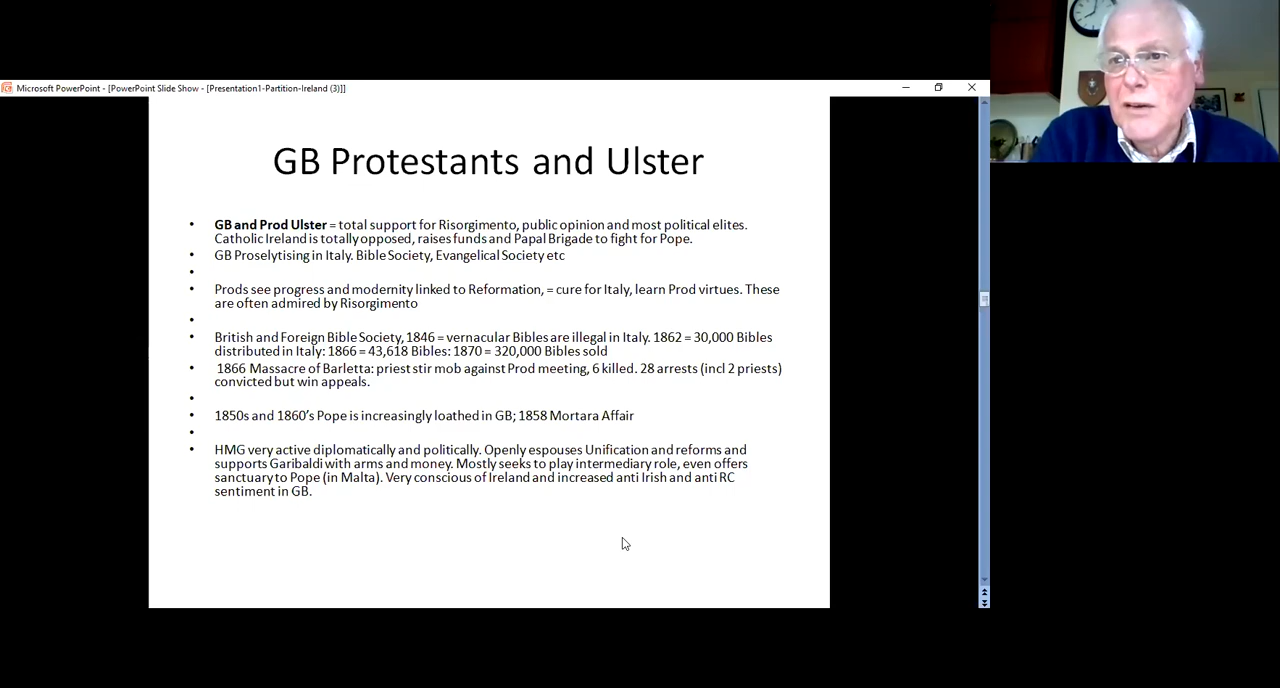 Microsoft PowerPoint - [PowerPoint Slide Show - [Presentation1-Partition-Ireland (3)]]
GB Protestants and Ulster
• GB and Prod Ulster = total support for Risorgimento, public opinion and most political elites.
Catholic Ireland is totally opposed, raises funds and Papal Brigade to fight for Pope.
• GB Proselytising in Italy. Bible Society, Evangelical Society etc
•
• Prods see progress and modernity linked to Reformation, = cure for Italy, learn Prod virtues. These
are often admired by Risorgimento
•
• British and Foreign Bible Society, 1846 = vernacular Bibles are illegal in Italy. 1862 = 30,000 Bibles
distributed in Italy: 1866 = 43,618 Bibles: 1870 = 320,000 Bibles sold
• 1866 Massacre of Barletta: priest stir mob against Prod meeting, 6 killed. 28 arrests (incl 2 priests)
convicted but win appeals.
•
• 1850s and 1860’s Pope is increasingly loathed in GB; 1858 Mortara Affair
•
• HMG very active diplomatically and politically. Openly espouses Unification and reforms and
supports Garibaldi with arms and money. Mostly seeks to play intermediary role, even offers
sanctuary to Pope (in Malta). Very conscious of Ireland and increased anti Irish and anti RC
sentiment in GB.